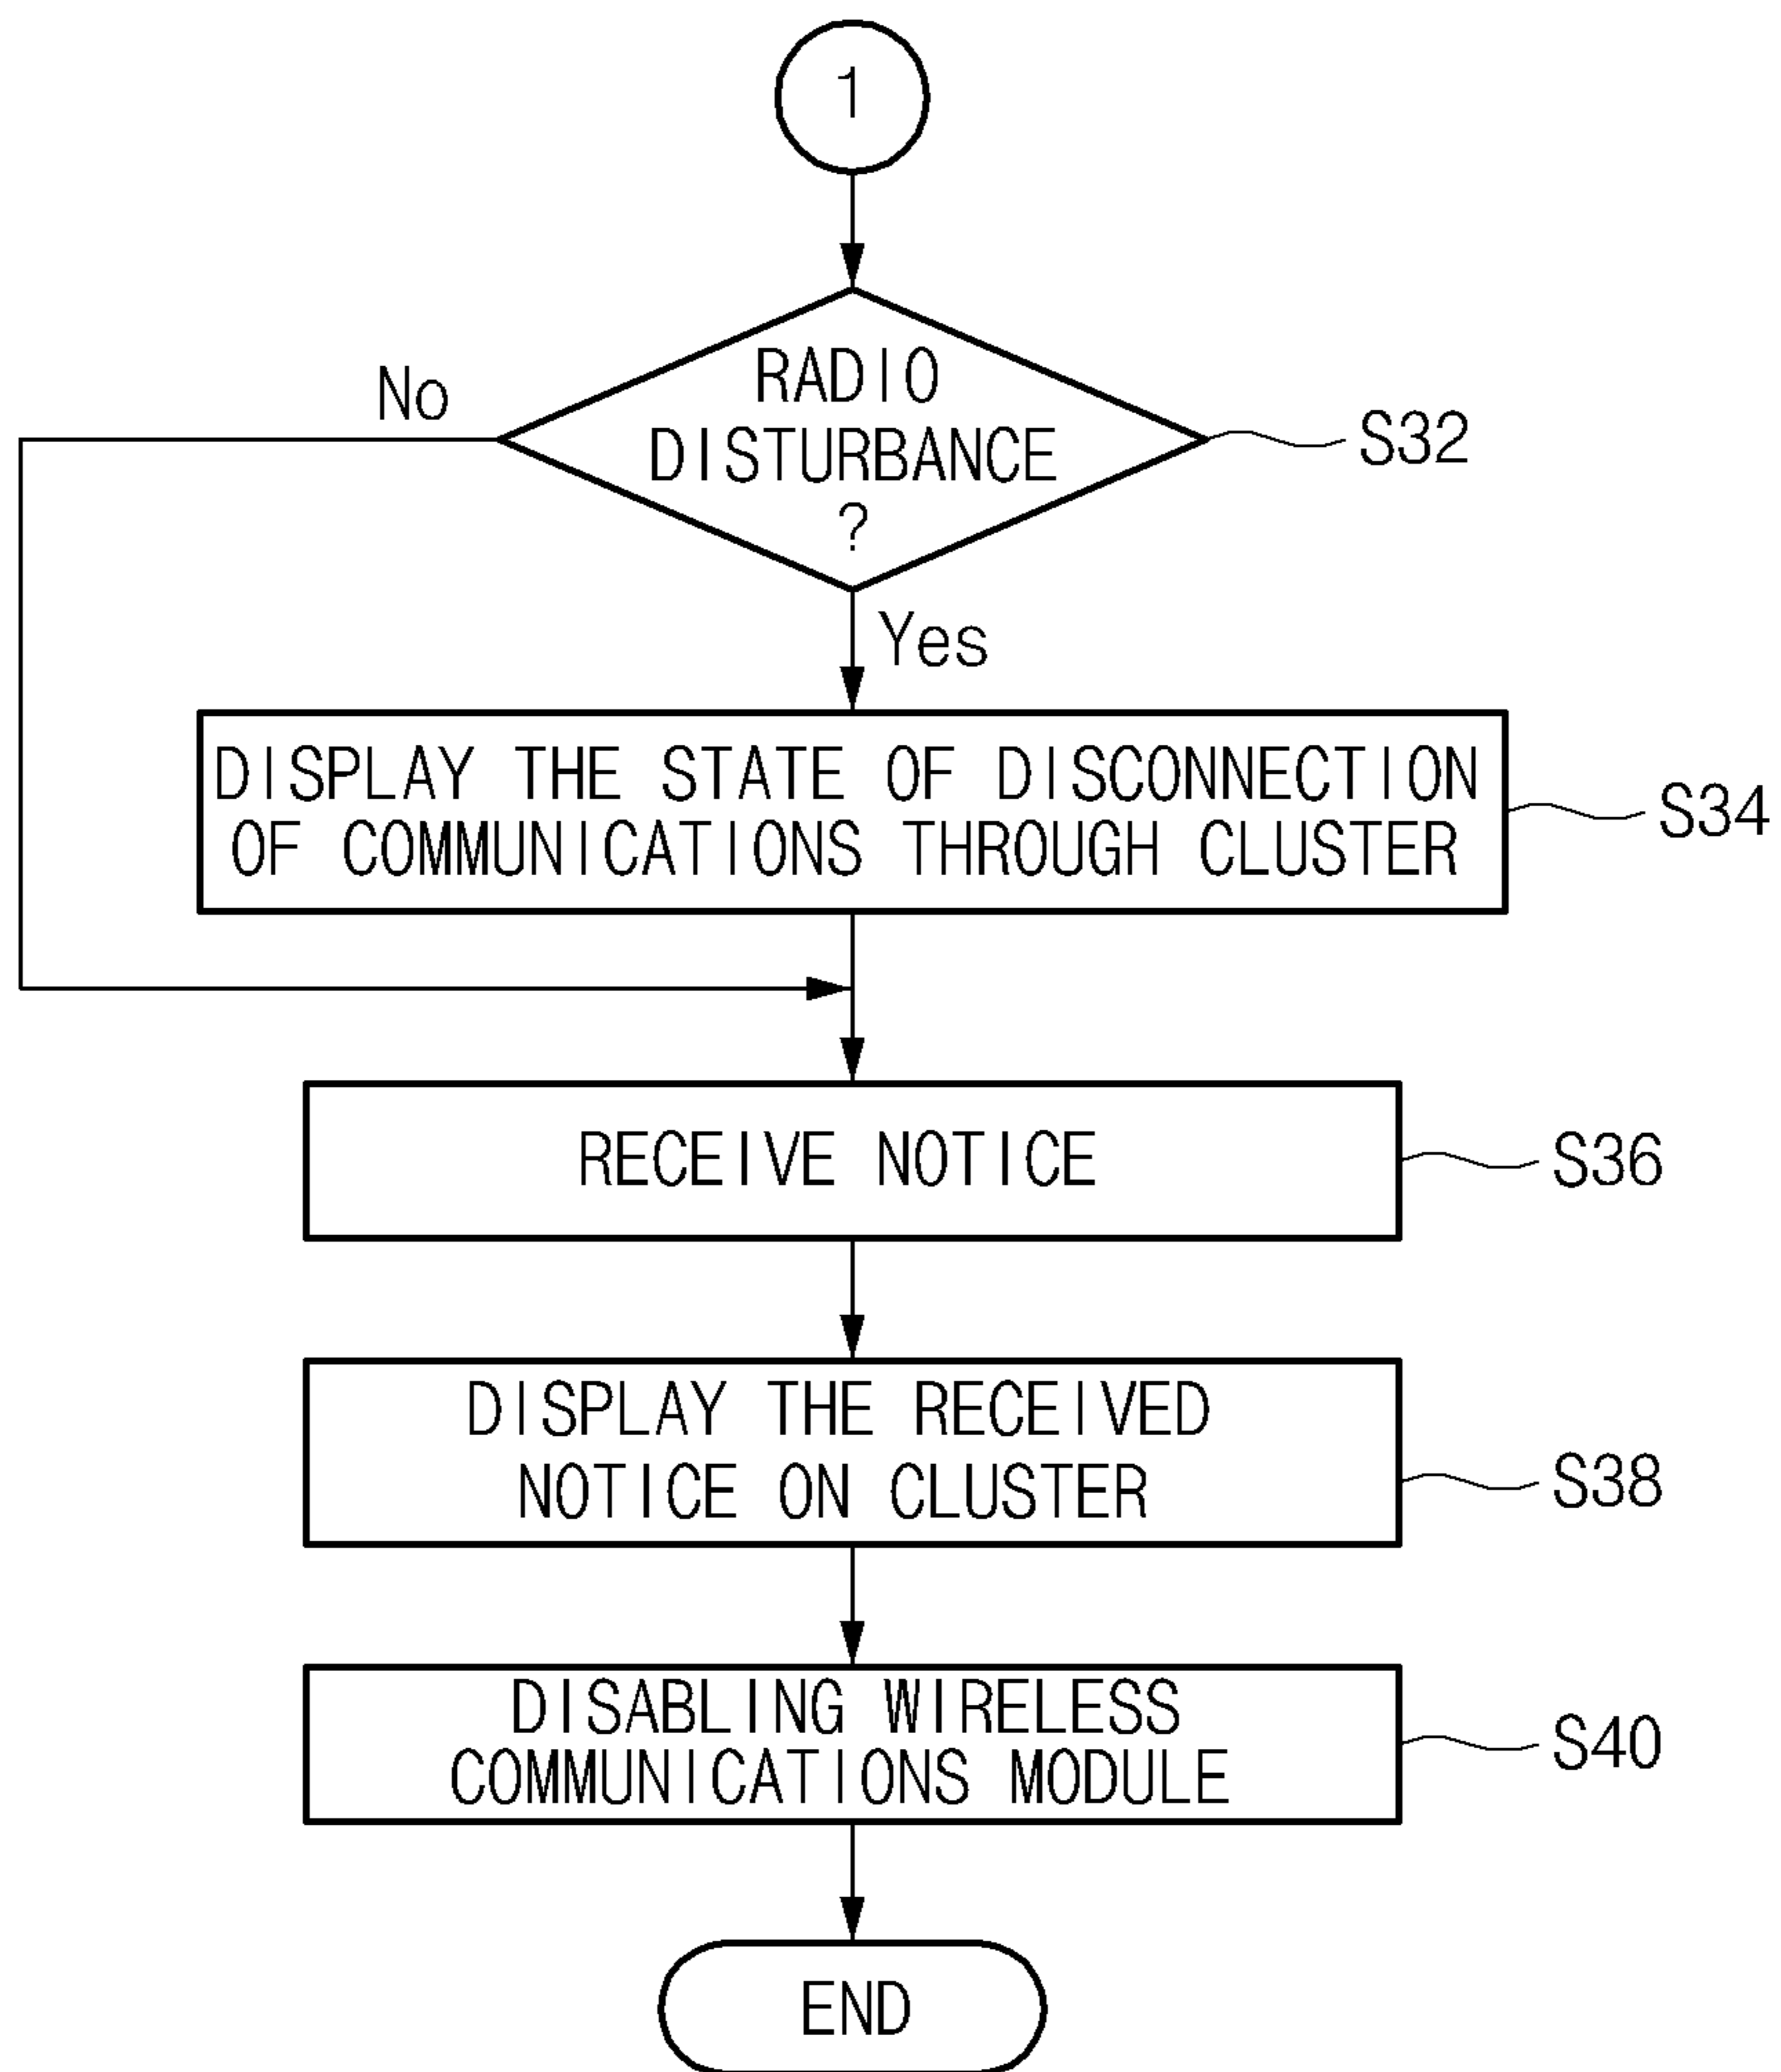 1
RADIO
No
DISTURBANCE
S32
?
Yes
DISPLAY THE STATE OF DISCONNECTION
OF COMMUNICATIONS THROUGH CLUSTER
S34
RECEIVE NOTICE
S36
DISPLAY THE RECEIVED
NOTICE ON CLUSTER
S38
DISABLING WIRELESS
COMMUNICATIONS MODULE
S40
END